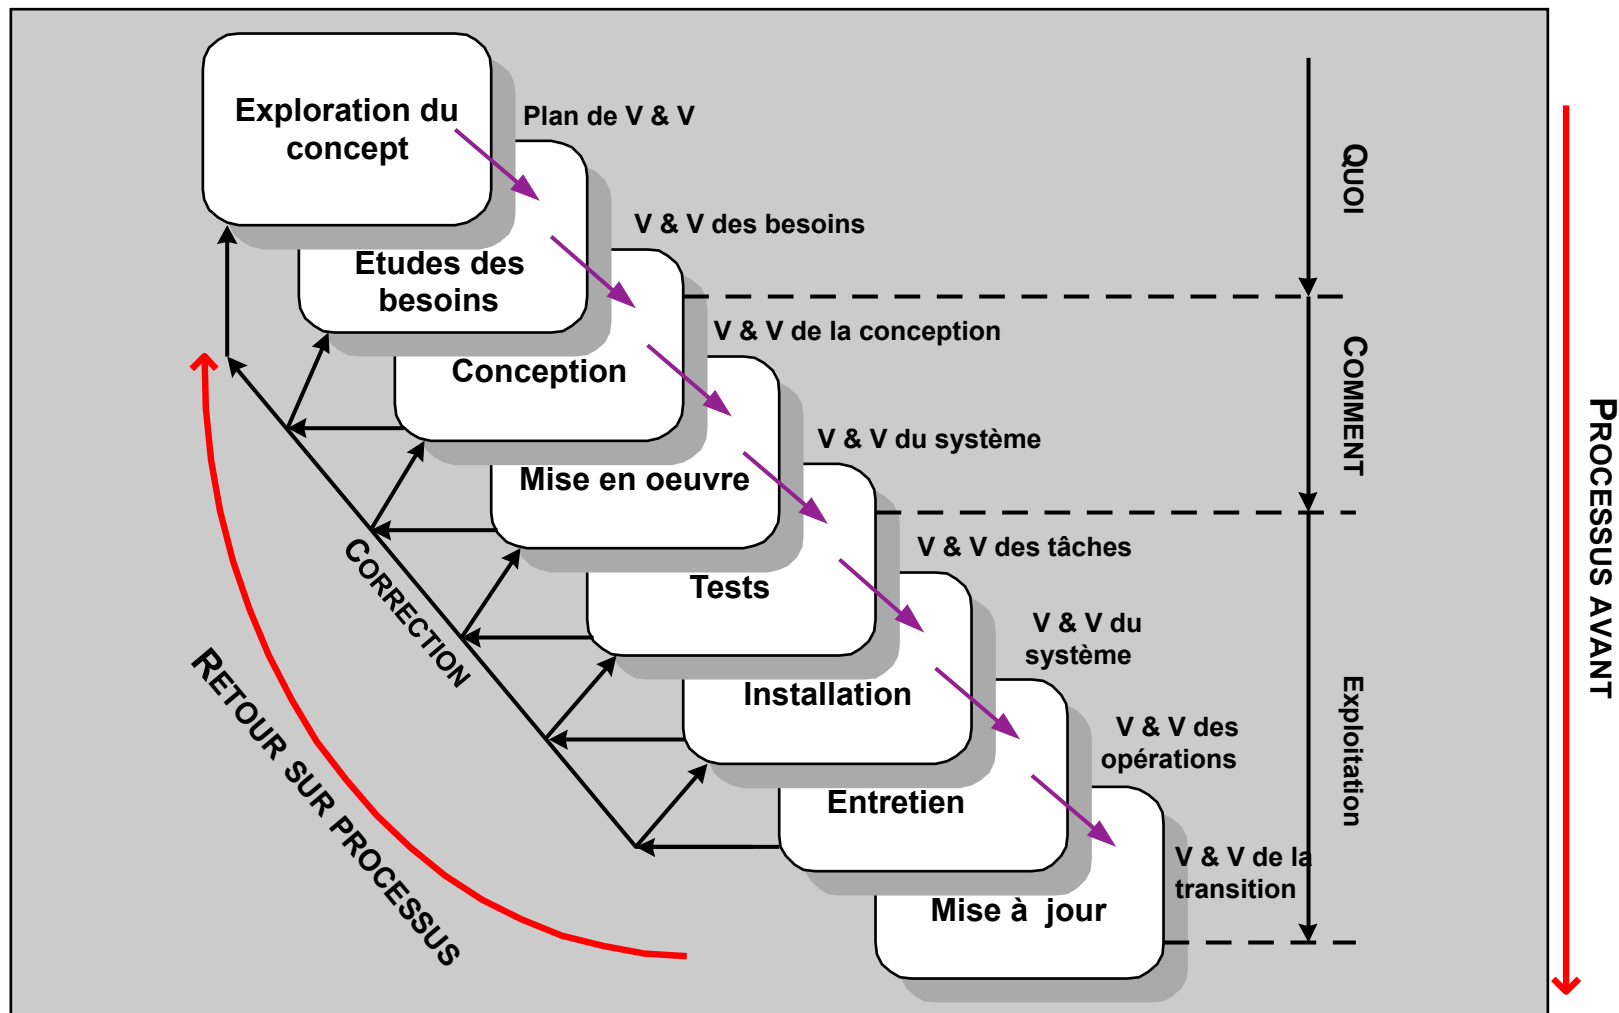 Exploration du
concept
Plan de V & V
QUOI
V & V des besoins
Etudes des
besoins
V & V de la conception
COMMENT
Conception
PROCESSUS AVANT
V & V du système
Mise en oeuvre
V & V des tâches
CORRECTION
Tests
V & V du
système
RETOUR SUR PROCESSUS
Installation
Exploitation
V & V des
opérations
Entretien
V & V de la
transition
Mise à jour